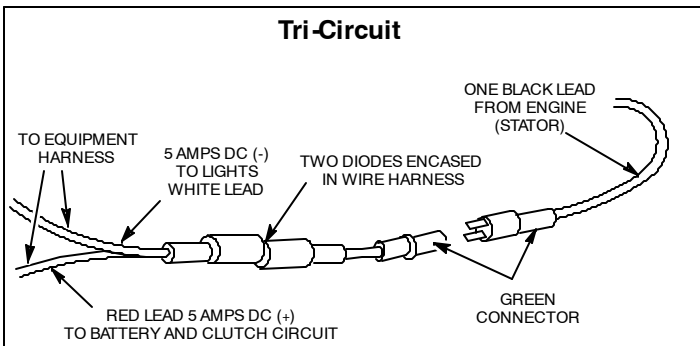 Tri-Circuit
ONE BLACK LEAD
FROM ENGINE
(STATOR)
TO EQUIPMENT
HARNESS
5 AMPS DC (-)
TO LIGHTS
WHITE LEAD
TWO DIODES ENCASED
IN WIRE HARNESS
RED LEAD 5 AMPS DC (+)
TO BATTERY AND CLUTCH CIRCUIT
GREEN
CONNECTOR